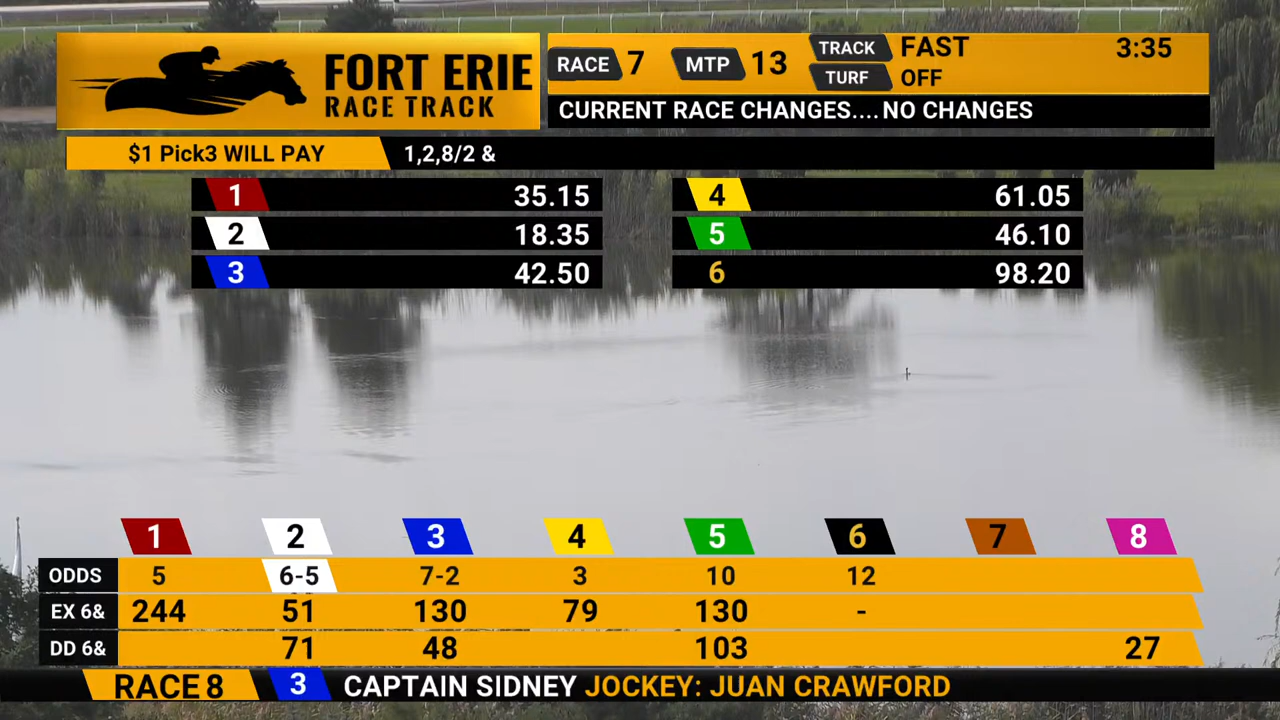 FORT ERIE
RACE TRACK
RACE 7 MTP 13 TRACK FAST 3:35
TURF OFF
CURRENT RACE CHANGES.... NO CHANGES
$1 Pick3 WILL PAY 1,2,8/2 &
1 35.15 4 61.05
2 18.35 5 46.10
3 42.50 6 98.20
1 2 3 4 5 6 7 8
ODDS 5 6-5 7-2 3 10 12
EX 6& 244 51 130 79 130 -
DD 6& 71 48 103 27
RACE 8 3 CAPTAIN SIDNEY JOCKEY: JUAN CRAWFORD